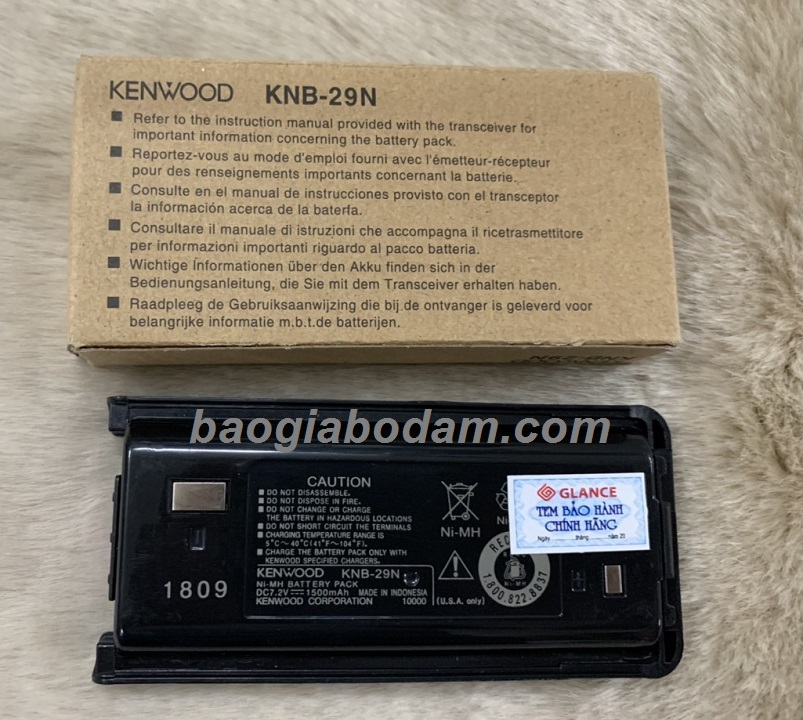 KENWOOD KNB-29N
■ Refer to the instruction manual provided with the transceiver for
important information concerning the battery pack.
■ Reportez-vous au mode d'emploi fourni avec l'émetteur-récepteur
pour des renseignements importants concernant la batterie.
■ Consulte en el manual de instrucciones provisto con el transceptor
la información acerca de la baterfa.
■ Consultare il manuale di istruzioni che accompagna il ricetrasmettitore
per informazioni importanti riguardo al pacco batteria.
■ Wichtige Informationen über den Akku finden sich in der
Bedienungsanleitung, die Sie mit dem Transceiver erhalten haben.
■ Raadpleeg de Gebruiksaanwijzing die bij de ontvanger is geleverd voor
belangrijke informatie m.b.t.de batterijen.
baogiabodam.com
CAUTION
■ DO NOT DISASSEMBLE.
■ DO NOT DISPOSE IN FIRE.
■ DO NOT CHANGE OR CHARGE
THE BATTERY IN HAZARDOUS LOCATIONS
■ DO NOT SHORT CIRCUIT THE TERMINALS
■ CHARGING TEMPERATURE RANGE IS
5°C~40°C(41°F~104°F)
■ CHARGE THE BATTERY PACK ONLY WITH
KENWOOD SPECIFIED CHARGERS.
KENWOOD KNB-29N
Ni-MH BATTERY PACK
DC7.2V 1500mAh MADE IN INDONESIA
KENWOOD CORPORATION 10000
Ni-MH
(U.S.A. only)
Ni-MH
1.800.822.8837
GLANCE
TEM BẢO HÀNH
CHÍNH HÃNG
Ngày............tháng............năm 20
1809